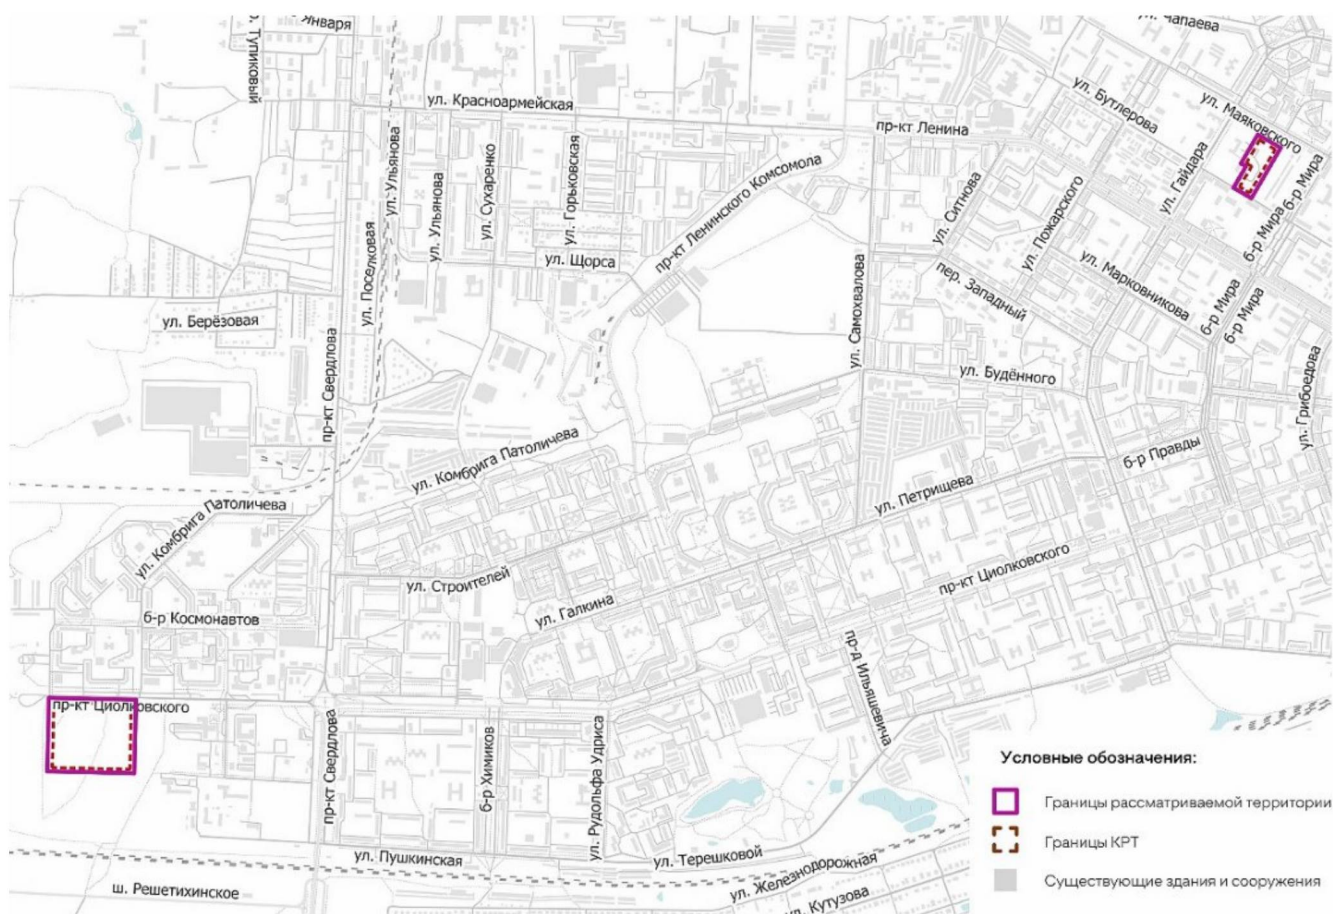 Января
Тупиковый
ул. Чапаева
ул. Красноармейская
пр-кт Ленина
ул. Бутлерова
ул. Маяковского
ул. Ульянова
ул. Ульянова
ул. Сухаренко
ул. Горьковская
пр-кт Ленинского Комсомола
ул. Ситнова
ул. Пожарского
ул. Гайдара
б-р Мира
б-р Мира
ул. Поселковая
ул. Щорса
ул. Самохвалова
пер. Западный
ул. Марковникова
б-р Мира
б-р Мира
ул. Берёзовая
пр-кт Свердлова
ул. Будённого
ул. Грибоедова
ул. Комбрига Патоличева
б-р Правды
ул. Комбрига Патоличева
ул. Петрищева
ул. Строителей
пр-кт Циолковского
б-р Космонавтов
ул. Галкина
пр-д Ильяшевича
пр-кт Циолковского
пр-кт Свердлова
б-р Химиков
ул. Рудольфа Удриса
ул. Пушкинская
ул. Терешковой
ул. Железнодорожная
ш. Решетихинское
ул. Кутузова
Условные обозначения:
Границы рассматриваемой территории
Границы КРТ
Существующие здания и сооружения